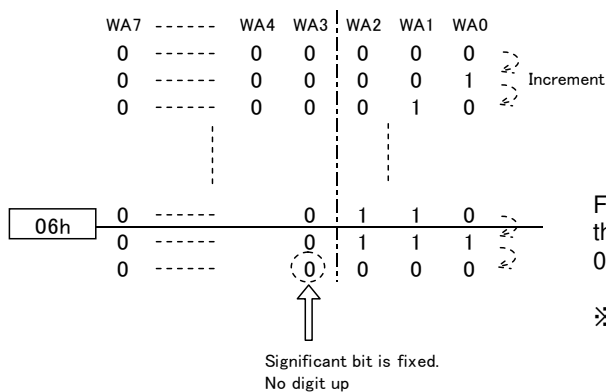 WA7 ------ WA4 WA3 WA2 WA1 WA0
0 ------ 0 0 0 0 0
0 ------ 0 0 0 0 1 Increment
0 ------ 0 0 0 1 0
0 ------ 0 1 1 0
06h
0 ------ 0 1 1 1
0 ------ 0 0 0 0
F
th
0
※
Significant bit is fixed.
No digit up